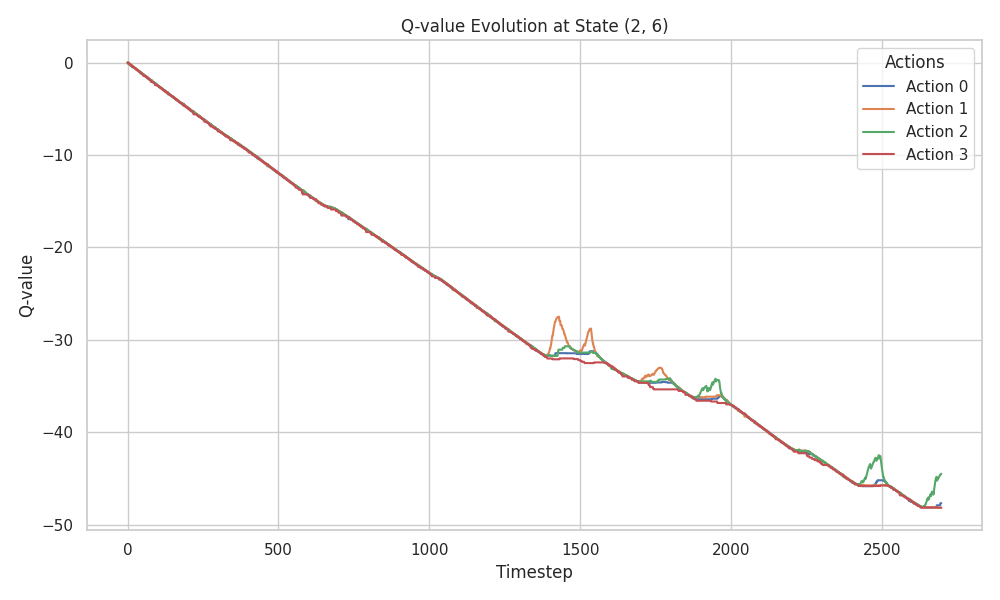 Q-value Evolution at State (2, 6)
Actions
Action 0
Action 1
Action 2
Action 3
Q-value
0
−10
−20
−30
−40
−50
0 500 1000 1500 2000 2500
Timestep